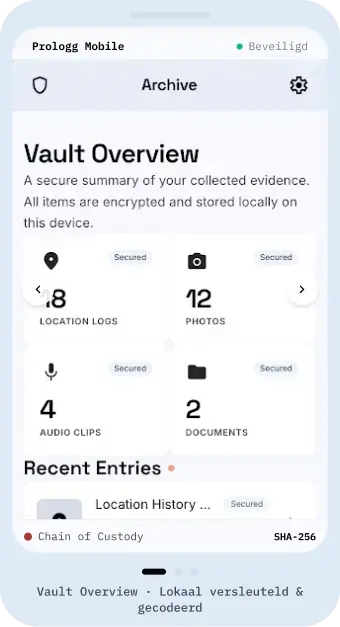 Prologg Mobile
Beveiligd
Archive
Vault Overview
A secure summary of your collected evidence.
All items are encrypted and stored locally on
this device.
Secured
Secured
18
12
LOCATION LOGS
PHOTOS
Secured
Secured
4
2
AUDIO CLIPS
DOCUMENTS
Recent Entries
Location History ...
Secured
Chain of Custody
SHA-256
Vault Overview · Lokaal versleuteld &
gecodeerd